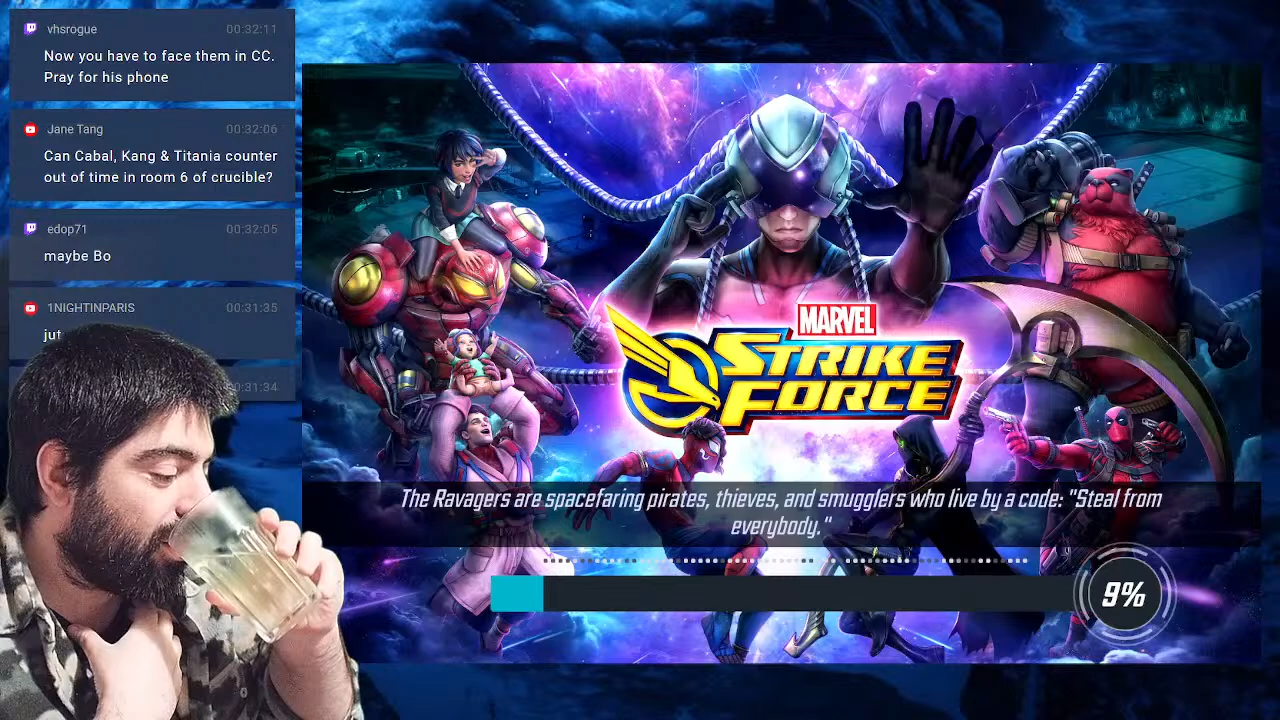 vhsrogue 00:32:11
Now you have to face them in CC.
Pray for his phone
Jane Tang 00:32:06
Can Cabal, Kang & Titania counter
out of time in room 6 of crucible?
edop71 00:32:05
maybe Bo
1NIGHTINPARIS 00:31:35
jut
0:31:34
MARVEL
STRIKE
FORCE
The Ravagers are spacefaring pirates, thieves, and smugglers who live by a code: "Steal from
everybody."
9%